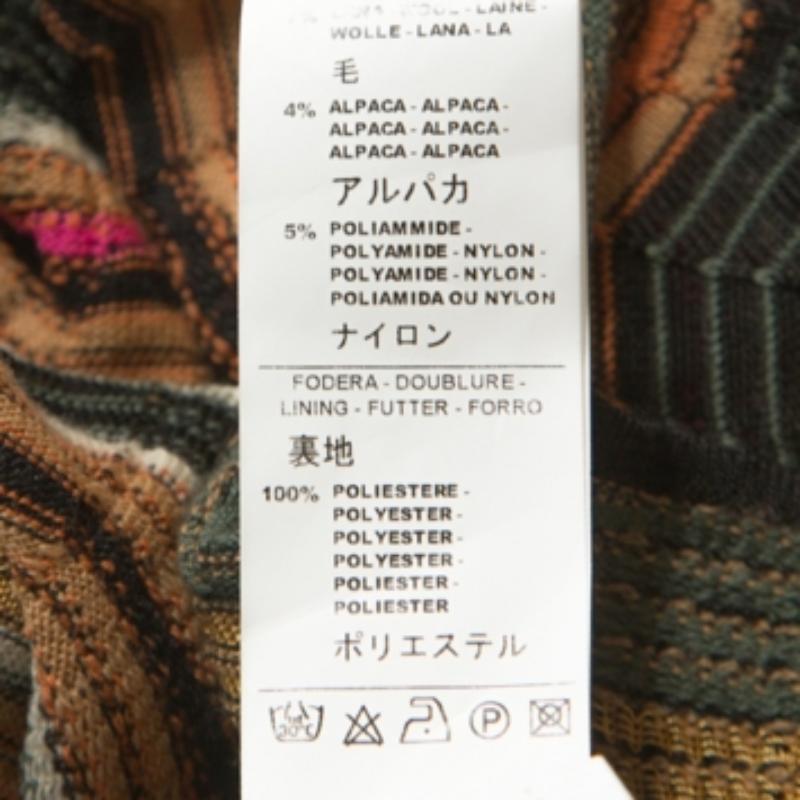 WOLLE - LANA - LA
毛
4% ALPACA - ALPACA -
ALPACA - ALPACA -
ALPACA - ALPACA
アルパカ
5% POLIAMMIDE -
POLYAMIDE - NYLON -
POLYAMIDE - NYLON -
POLIAMIDA OU NYLON
ナイロン
FODERA - DOUBLURE -
LINING - FUTTER - FORRO
裏地
100% POLIESTERE -
POLYESTER -
POLYESTER -
POLYESTER -
POLIESTER -
POLIESTER
ポリエステル
30°C P